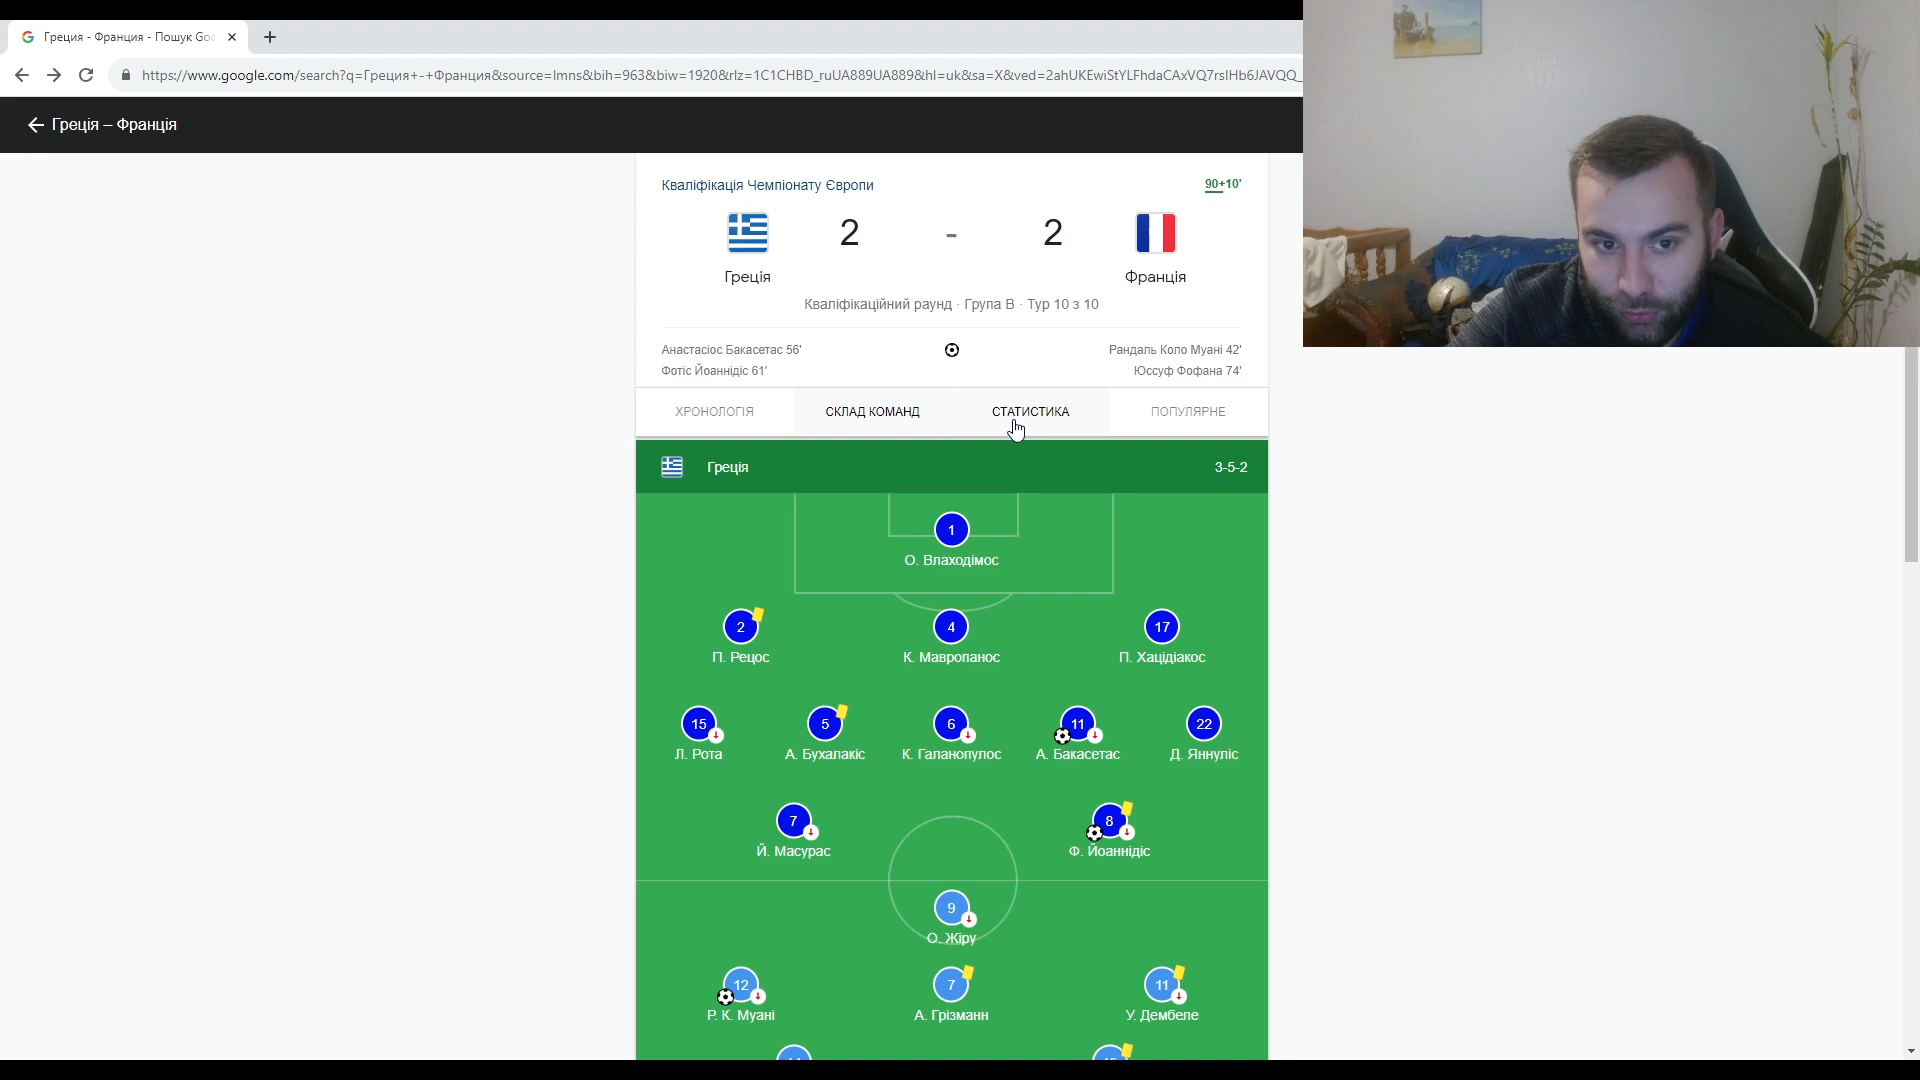 Греция - Франция - Пошук Goo
https://www.google.com/search?q=Греция+-+Франция&source=lmns&bih=963&biw=1920&rlz=1C1CHBD_ruUA889UA889&hl=uk&sa=X&ved=2ahUKEwiStYLFhdaCAxVQ7rsIHb6JAVQQ_
Греція – Франція
Кваліфікація Чемпіонату Європи
90+10'
2 - 2
Греція
Франція
Кваліфікаційний раунд · Група B · Тур 10 з 10
Анастасіос Бакасетас 56'
Рандаль Коло Муані 42'
Фотіс Йоаннідіс 61'
Юссуф Фофана 74'
ХРОНОЛОГІЯ
СКЛАД КОМАНД
СТАТИСТИКА
ПОПУЛЯРНЕ
Греція
3-5-2
1
О. Влаходімос
2
4
17
П. Рецос
К. Мавропанос
П. Хацідіакос
15
5
6
11
22
Л. Рота
А. Бухалакіс
К. Галанопулос
А. Бакасетас
Д. Яннуліс
7
8
Й. Масурас
Ф. Йоаннідіс
9
О. Жіру
12
7
11
Р. К. Муані
А. Грізманн
У. Дембеле